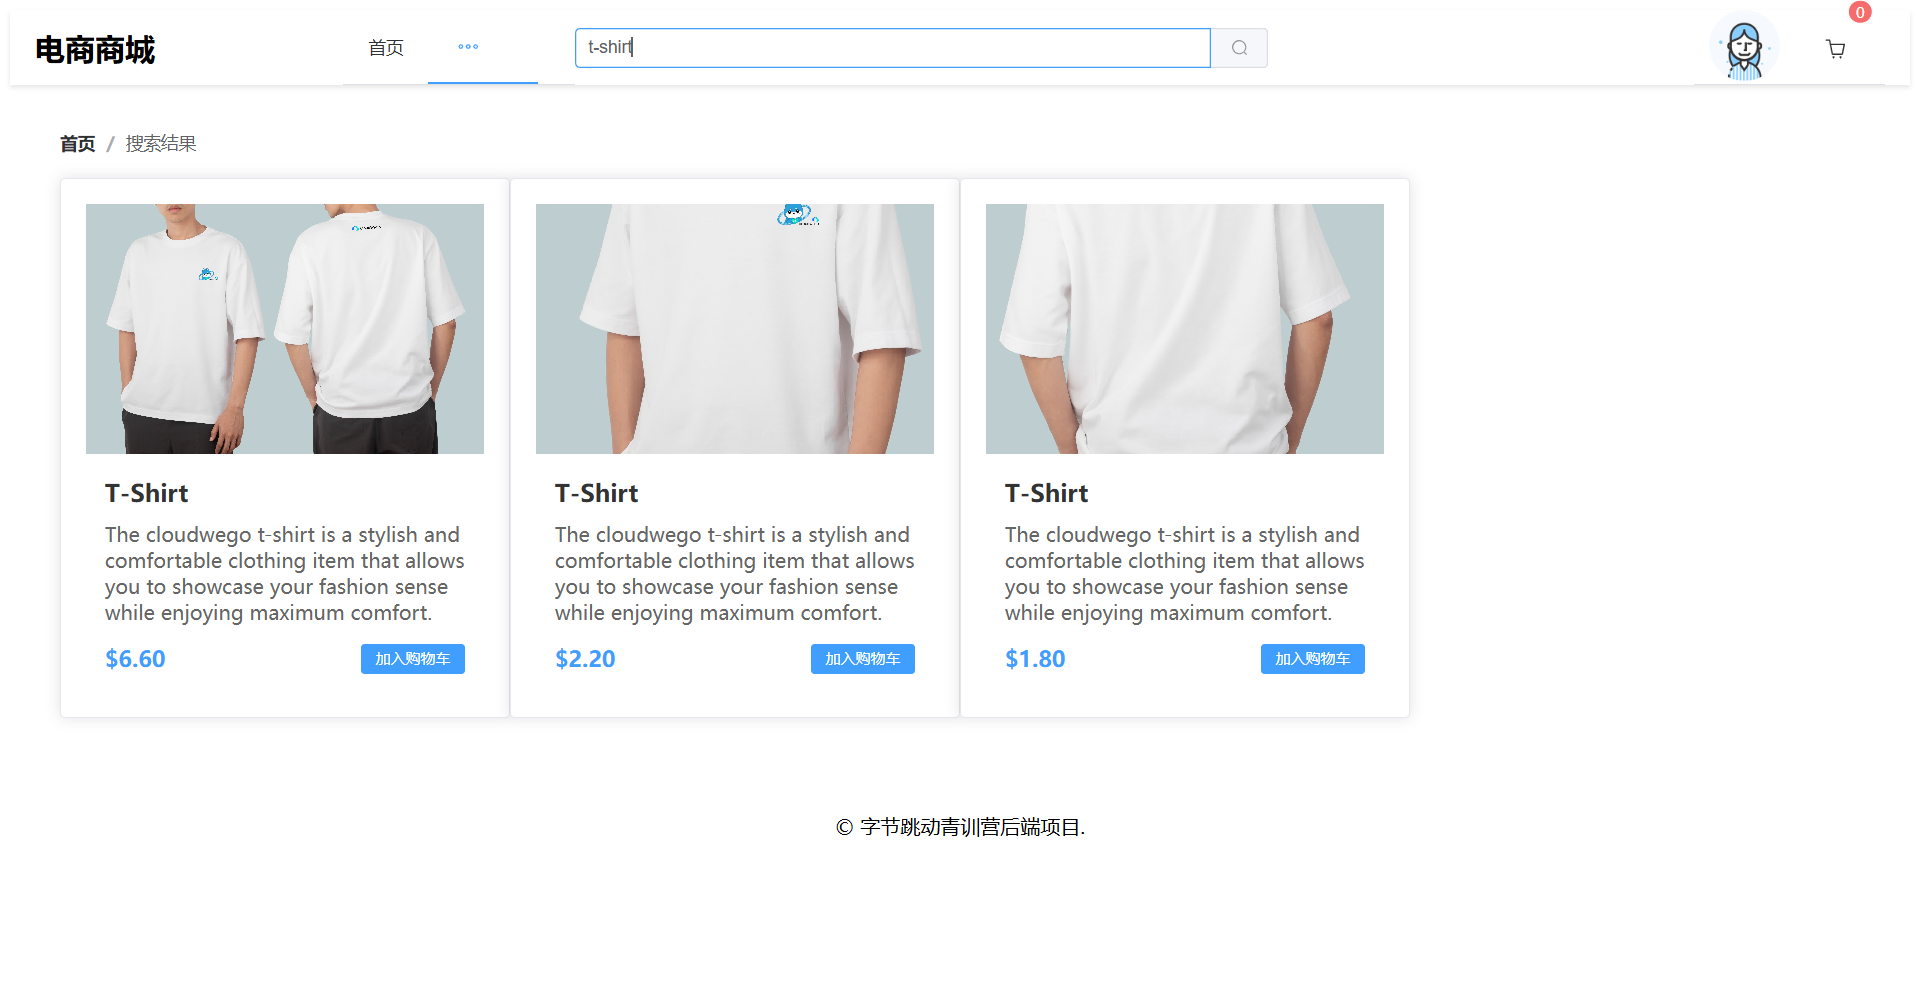 电商商城
首页
t-shirt
0
首页 / 搜索结果
T-Shirt
The cloudwego t-shirt is a stylish and
comfortable clothing item that allows
you to showcase your fashion sense
while enjoying maximum comfort.
$6.60
加入购物车
T-Shirt
The cloudwego t-shirt is a stylish and
comfortable clothing item that allows
you to showcase your fashion sense
while enjoying maximum comfort.
$2.20
加入购物车
T-Shirt
The cloudwego t-shirt is a stylish and
comfortable clothing item that allows
you to showcase your fashion sense
while enjoying maximum comfort.
$1.80
加入购物车
© 字节跳动青训营后端项目.